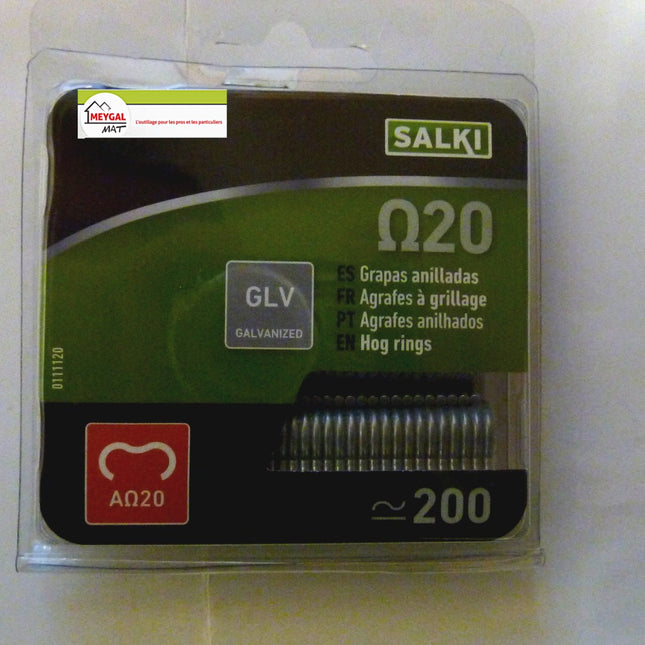 MEYGAL
MAT
L'outillage pour les pros et les particuliers
SALKI
Ω20
GLV
GALVANIZED
ES Grapas anilladas
FR Agrafes à grillage
PT Agrafes anilhados
EN Hog rings
0111120
AΩ20
≃200